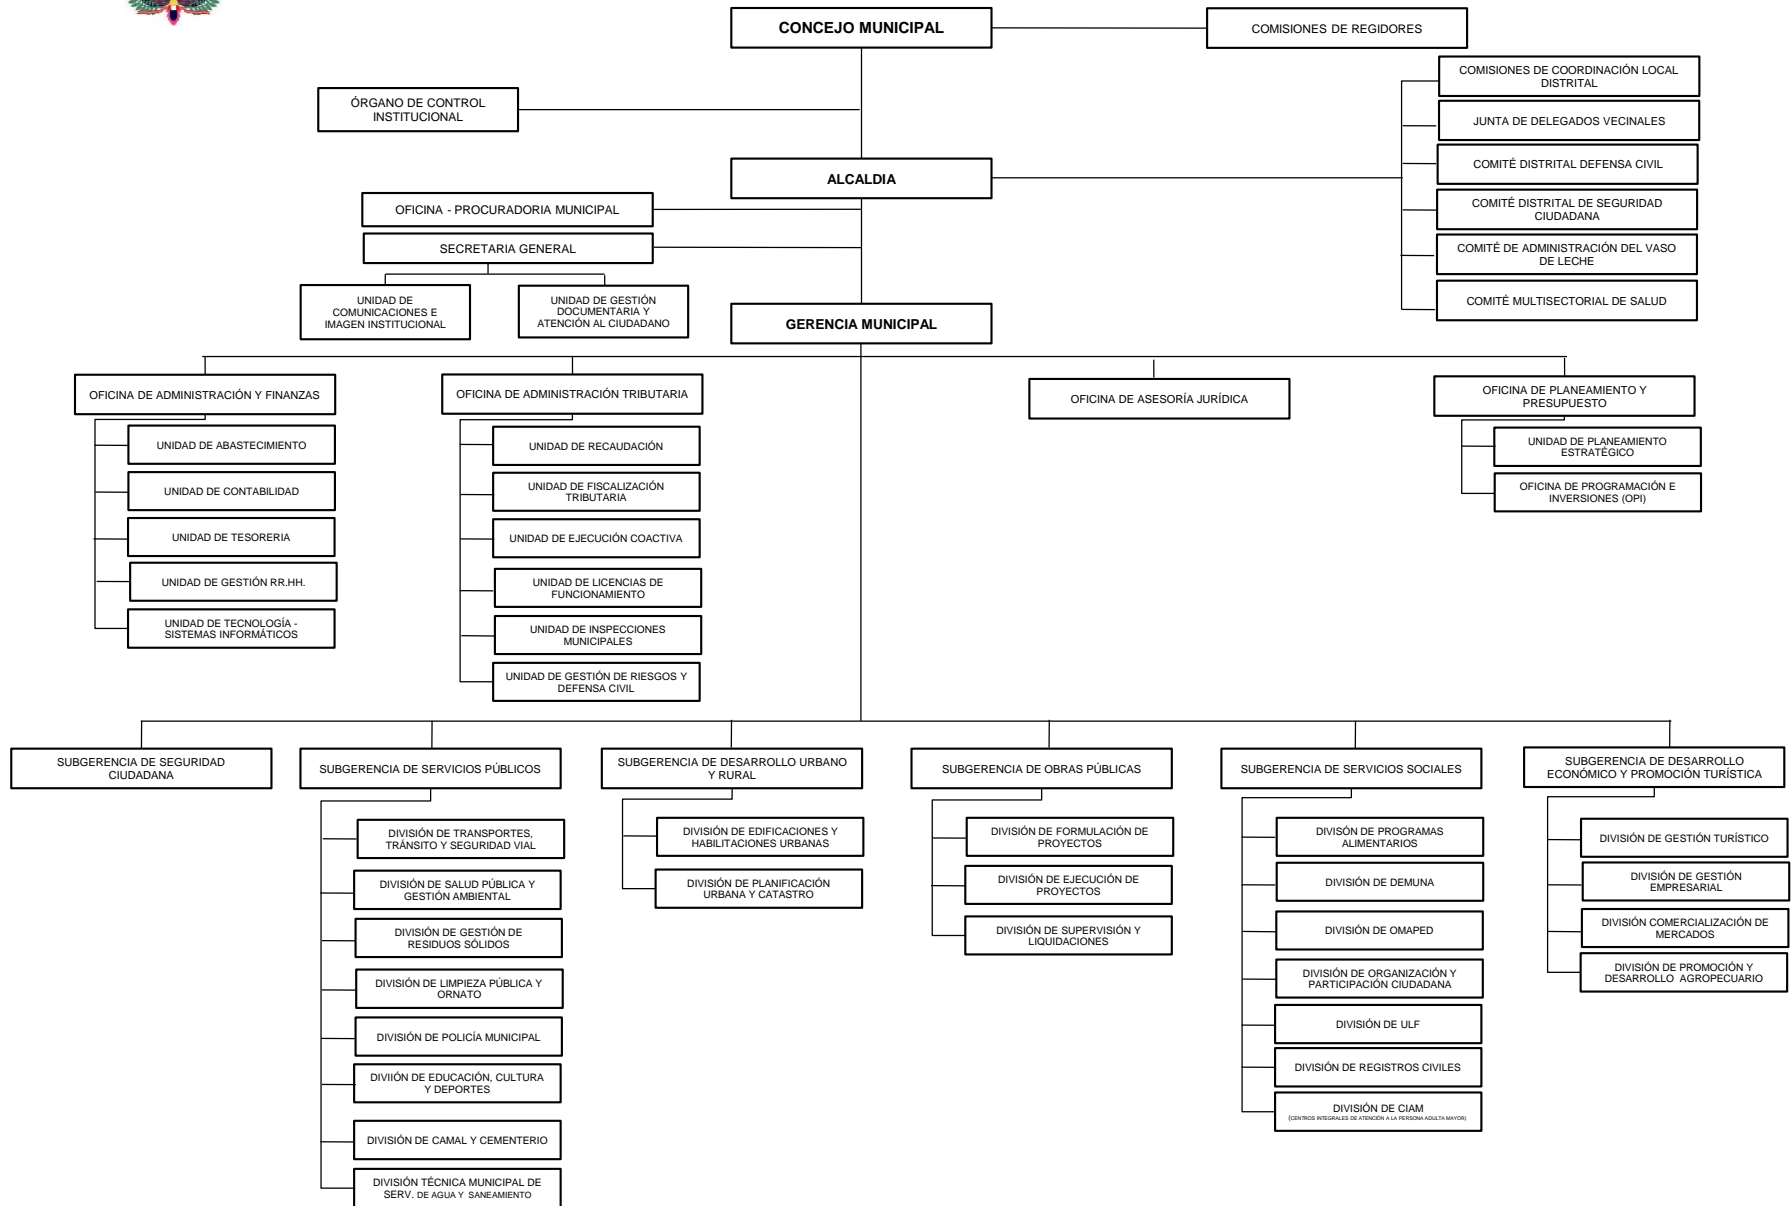 CONCEJO MUNICIPAL
COMISIONES DE REGIDORES
COMISIONES DE COORDINACIÓN LOCAL
DISTRITAL
ÓRGANO DE CONTROL
INSTITUCIONAL
JUNTA DE DELEGADOS VECINALES
COMITÉ DISTRITAL DEFENSA CIVIL
ALCALDIA
OFICINA - PROCURADORIA MUNICIPAL
COMITÉ DISTRITAL DE SEGURIDAD
CIUDADANA
SECRETARIA GENERAL
COMITÉ DE ADMINISTRACIÓN DEL VASO
DE LECHE
UNIDAD DE
COMUNICACIONES E
IMAGEN INSTITUCIONAL
UNIDAD DE GESTIÓN
DOCUMENTARIA Y
ATENCIÓN AL CIUDADANO
COMITÉ MULTISECTORIAL DE SALUD
GERENCIA MUNICIPAL
OFICINA DE ADMINISTRACIÓN Y FINANZAS
UNIDAD DE ABASTECIMIENTO
UNIDAD DE CONTABILIDAD
UNIDAD DE TESORERIA
UNIDAD DE GESTIÓN RR.HH.
UNIDAD DE TECNOLOGÍA -
SISTEMAS INFORMÁTICOS
OFICINA DE ADMINISTRACIÓN TRIBUTARIA
UNIDAD DE RECAUDACIÓN
UNIDAD DE FISCALIZACIÓN
TRIBUTARIA
UNIDAD DE EJECUCIÓN COACTIVA
UNIDAD DE LICENCIAS DE
FUNCIONAMIENTO
UNIDAD DE INSPECCIONES
MUNICIPALES
UNIDAD DE GESTIÓN DE RIESGOS Y
DEFENSA CIVIL
OFICINA DE ASESORÍA JURÍDICA
OFICINA DE PLANEAMIENTO Y
PRESUPUESTO
UNIDAD DE PLANEAMIENTO
ESTRATÉGICO
OFICINA DE PROGRAMACIÓN E
INVERSIONES (OPI)
SUBGERENCIA DE SEGURIDAD
CIUDADANA
SUBGERENCIA DE SERVICIOS PÚBLICOS
DIVISIÓN DE TRANSPORTES,
TRÁNSITO Y SEGURIDAD VIAL
DIVISIÓN DE SALUD PÚBLICA Y
GESTIÓN AMBIENTAL
DIVISIÓN DE GESTIÓN DE
RESIDUOS SÓLIDOS
DIVISIÓN DE LIMPIEZA PÚBLICA Y
ORNATO
DIVISIÓN DE POLICÍA MUNICIPAL
DIVIIÓN DE EDUCACIÓN, CULTURA
Y DEPORTES
DIVISIÓN DE CAMAL Y CEMENTERIO
DIVISIÓN TÉCNICA MUNICIPAL DE
SERV. DE AGUA Y SANEAMIENTO
SUBGERENCIA DE DESARROLLO URBANO
Y RURAL
DIVISIÓN DE EDIFICACIONES Y
HABILITACIONES URBANAS
DIVISIÓN DE PLANIFICACIÓN
URBANA Y CATASTRO
SUBGERENCIA DE OBRAS PÚBLICAS
DIVISIÓN DE FORMULACIÓN DE
PROYECTOS
DIVISIÓN DE EJECUCIÓN DE
PROYECTOS
DIVISIÓN DE SUPERVISIÓN Y
LIQUIDACIONES
SUBGERENCIA DE SERVICIOS SOCIALES
DIVISÓN DE PROGRAMAS
ALIMENTARIOS
DIVISIÓN DE DEMUNA
DIVISIÓN DE OMAPED
DIVISIÓN DE ORGANIZACIÓN Y
PARTICIPACIÓN CIUDADANA
DIVISIÓN DE ULF
DIVISIÓN DE REGISTROS CIVILES
DIVISIÓN DE CIAM
(CENTROS INTEGRALES DE ATENCIÓN A LA PERSONA ADULTA MAYOR)
SUBGERENCIA DE DESARROLLO
ECONÓMICO Y PROMOCIÓN TURÍSTICA
DIVISIÓN DE GESTIÓN TURÍSTICO
DIVISIÓN DE GESTIÓN
EMPRESARIAL
DIVISIÓN COMERCIALIZACIÓN DE
MERCADOS
DIVISIÓN DE PROMOCIÓN Y
DESARROLLO AGROPECUARIO